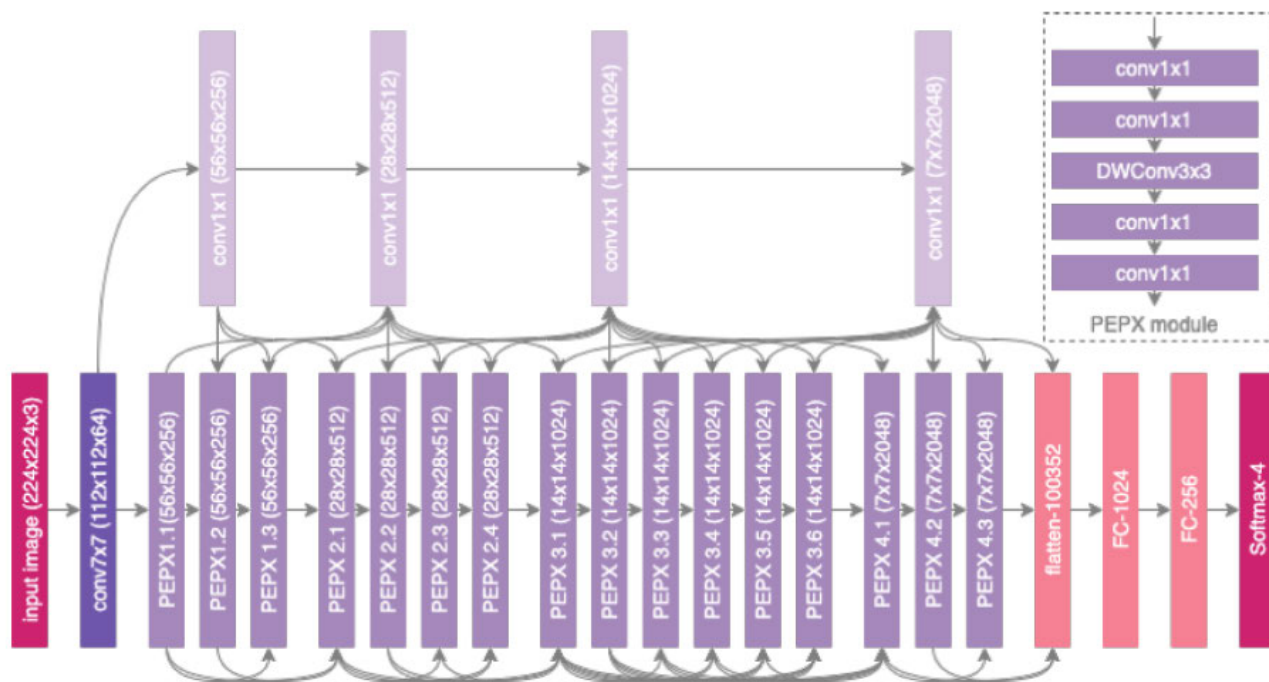 conv1x1 (56x56x256)
conv1x1 (28x28x512)
conv1x1 (14x14x1024)
conv1x1 (7x7x2048)
conv1x1
conv1x1
DWConv3x3
conv1x1
conv1x1
PEPX module
input image (224x224x3)
conv7x7 (112x112x64)
PEPX1.1(56x56x256)
PEPX1.2 (56x56x256)
PEPX 1.3 (56x56x256)
PEPX 2.1 (28x28x512)
PEPX 2.2 (28x28x512)
PEPX 2.3 (28x28x512)
PEPX 2.4 (28x28x512)
PEPX 3.1 (14x14x1024)
PEPX 3.2 (14x14x1024)
PEPX 3.3 (14x14x1024)
PEPX 3.4 (14x14x1024)
PEPX 3.5 (14x14x1024)
PEPX 3.6 (14x14x1024)
PEPX 4.1 (7x7x2048)
PEPX 4.2 (7x7x2048)
PEPX 4.3 (7x7x2048)
flatten-100352
FC-1024
FC-256
Softmax-4